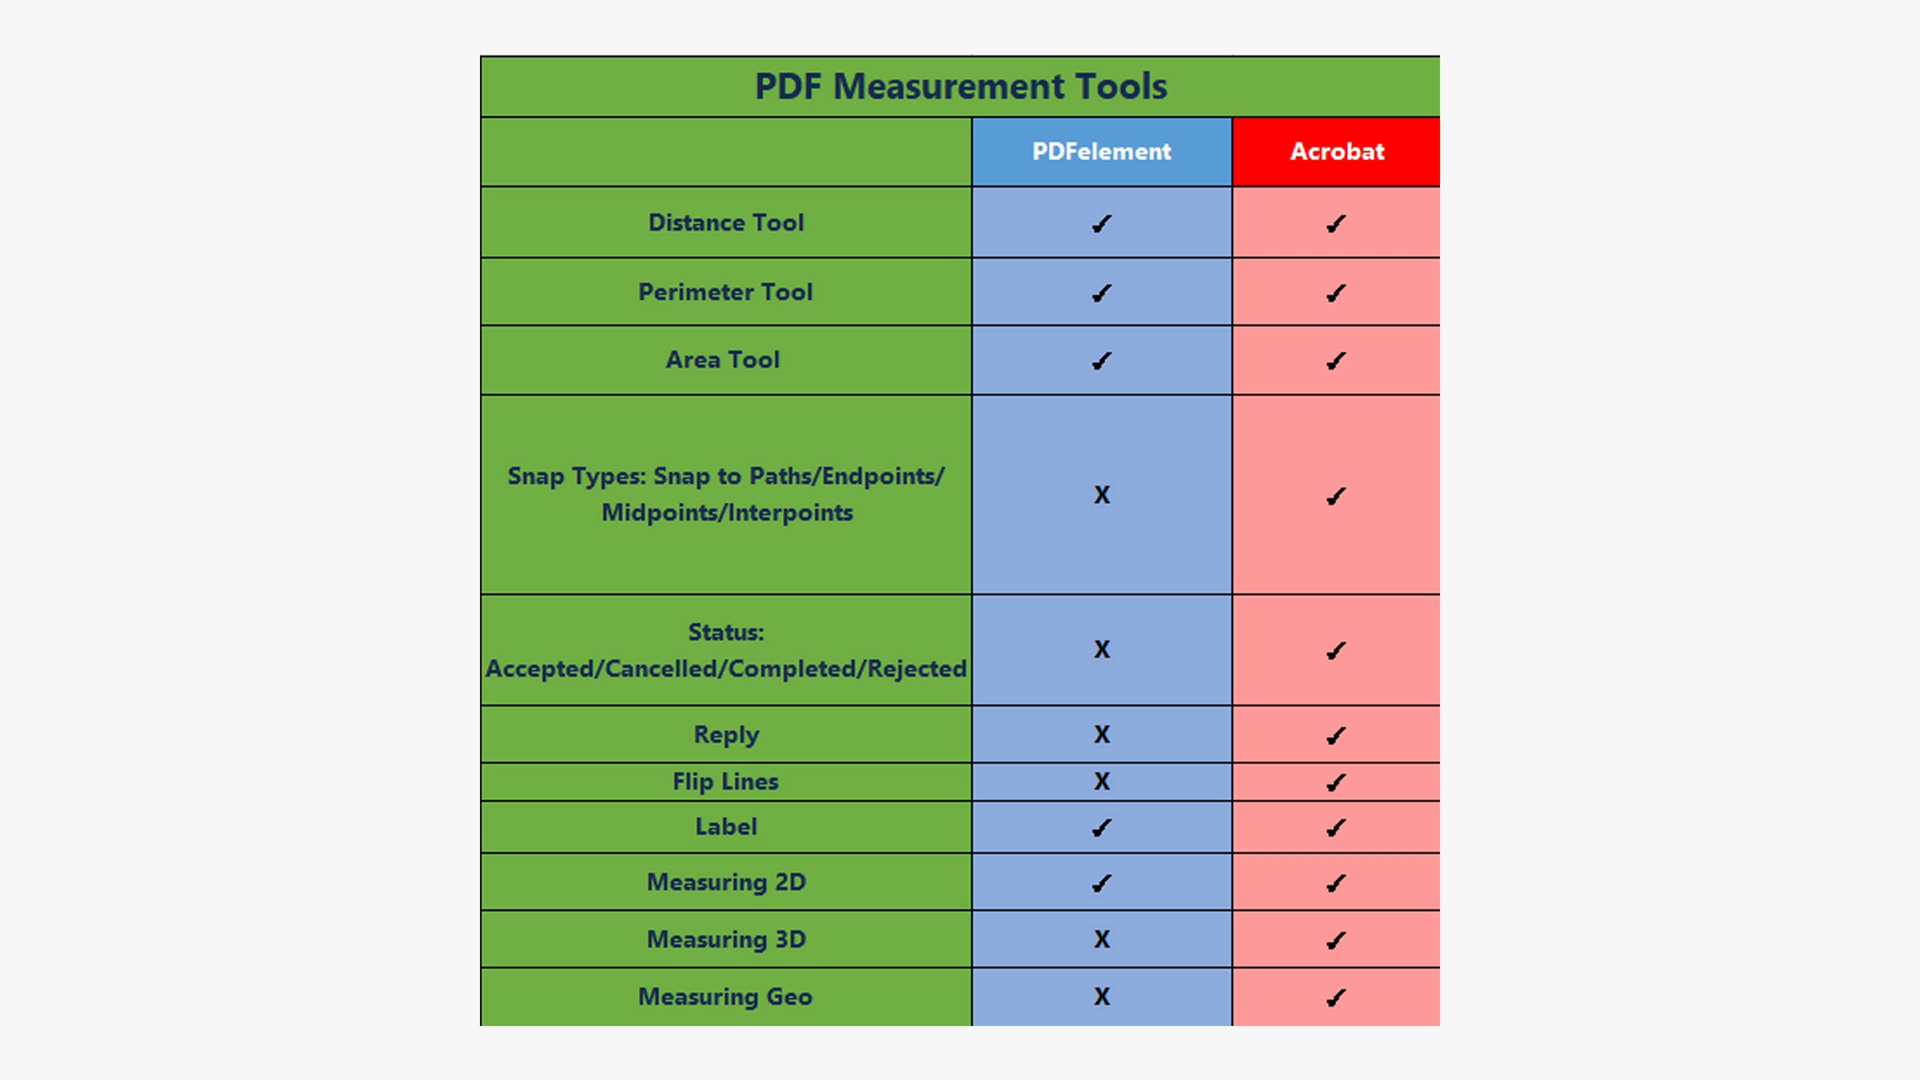 PDF Measurement Tools
PDFelement Acrobat
Distance Tool ✓ ✓
Perimeter Tool ✓ ✓
Area Tool ✓ ✓
Snap Types: Snap to Paths/Endpoints/
Midpoints/Interpoints X ✓
Status:
Accepted/Cancelled/Completed/Rejected X ✓
Reply X ✓
Flip Lines X ✓
Label ✓ ✓
Measuring 2D ✓ ✓
Measuring 3D X ✓
Measuring Geo X ✓